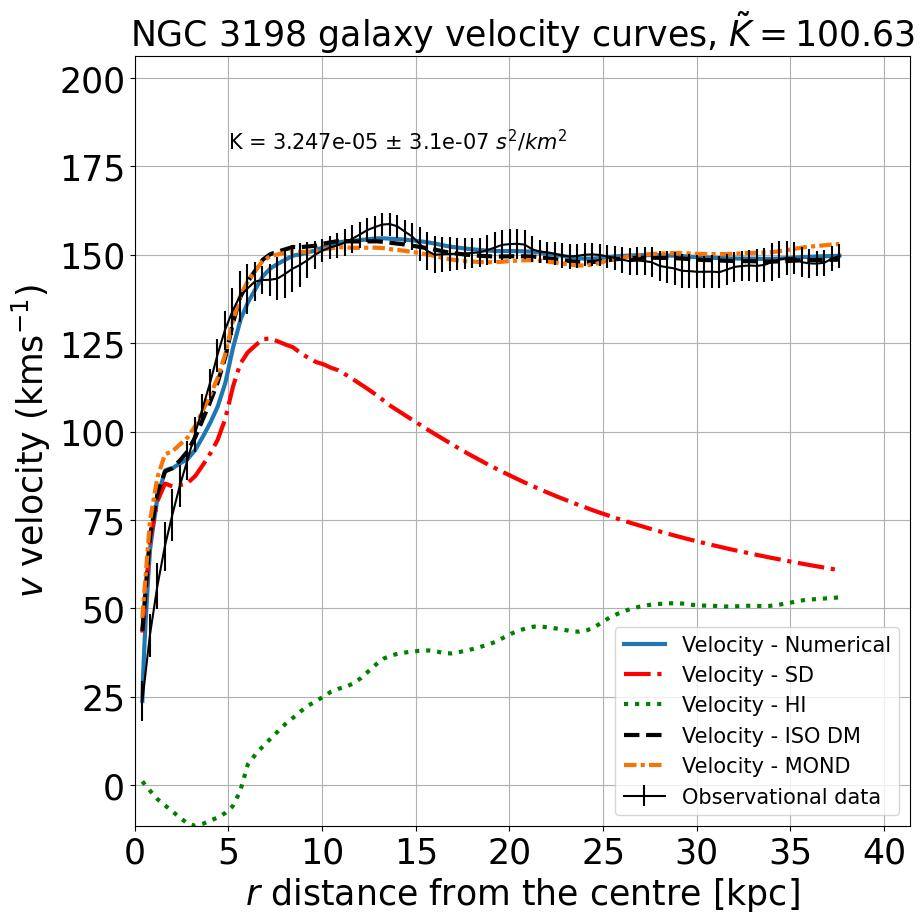 NGC 3198 galaxy velocity curves, K̃ = 100.63
200
K = 3.247e-05 ± 3.1e-07 s²/km²
175
150
125
100
75
50
25
0
v velocity (kms⁻¹)
Velocity - Numerical
Velocity - SD
Velocity - HI
Velocity - ISO DM
Velocity - MOND
Observational data
0 5 10 15 20 25 30 35 40
r distance from the centre [kpc]